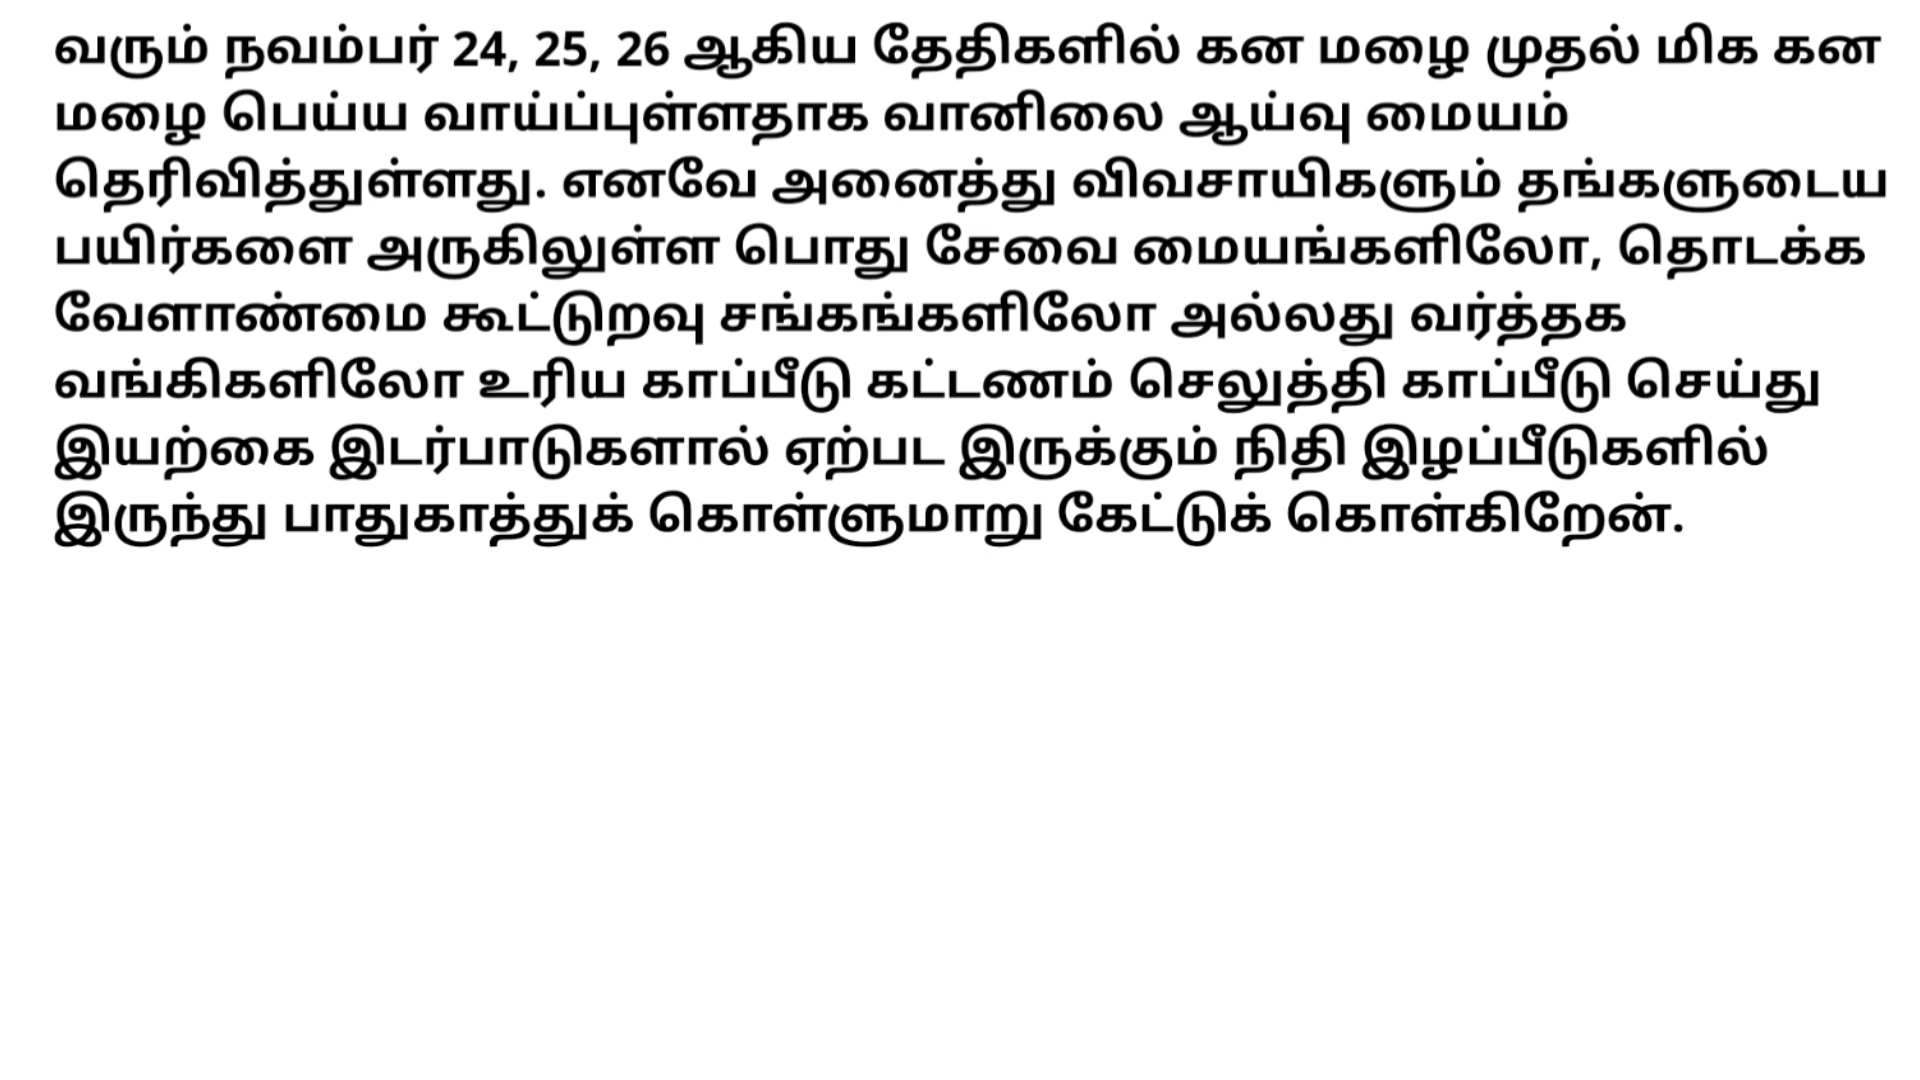 வரும் நவம்பர் 24, 25, 26 ஆகிய தேதிகளில் கன மழை முதல் மிக கன
மழை பெய்ய வாய்ப்புள்ளதாக வானிலை ஆய்வு மையம்
தெரிவித்துள்ளது. எனவே அனைத்து விவசாயிகளும் தங்களுடைய
பயிர்களை அருகிலுள்ள பொது சேவை மையங்களிலோ, தொடக்க
வேளாண்மை கூட்டுறவு சங்கங்களிலோ அல்லது வர்த்தக
வங்கிகளிலோ உரிய காப்பீடு கட்டணம் செலுத்தி காப்பீடு செய்து
இயற்கை இடர்பாடுகளால் ஏற்பட இருக்கும் நிதி இழப்பீடுகளில்
இருந்து பாதுகாத்துக் கொள்ளுமாறு கேட்டுக் கொள்கிறேன்.